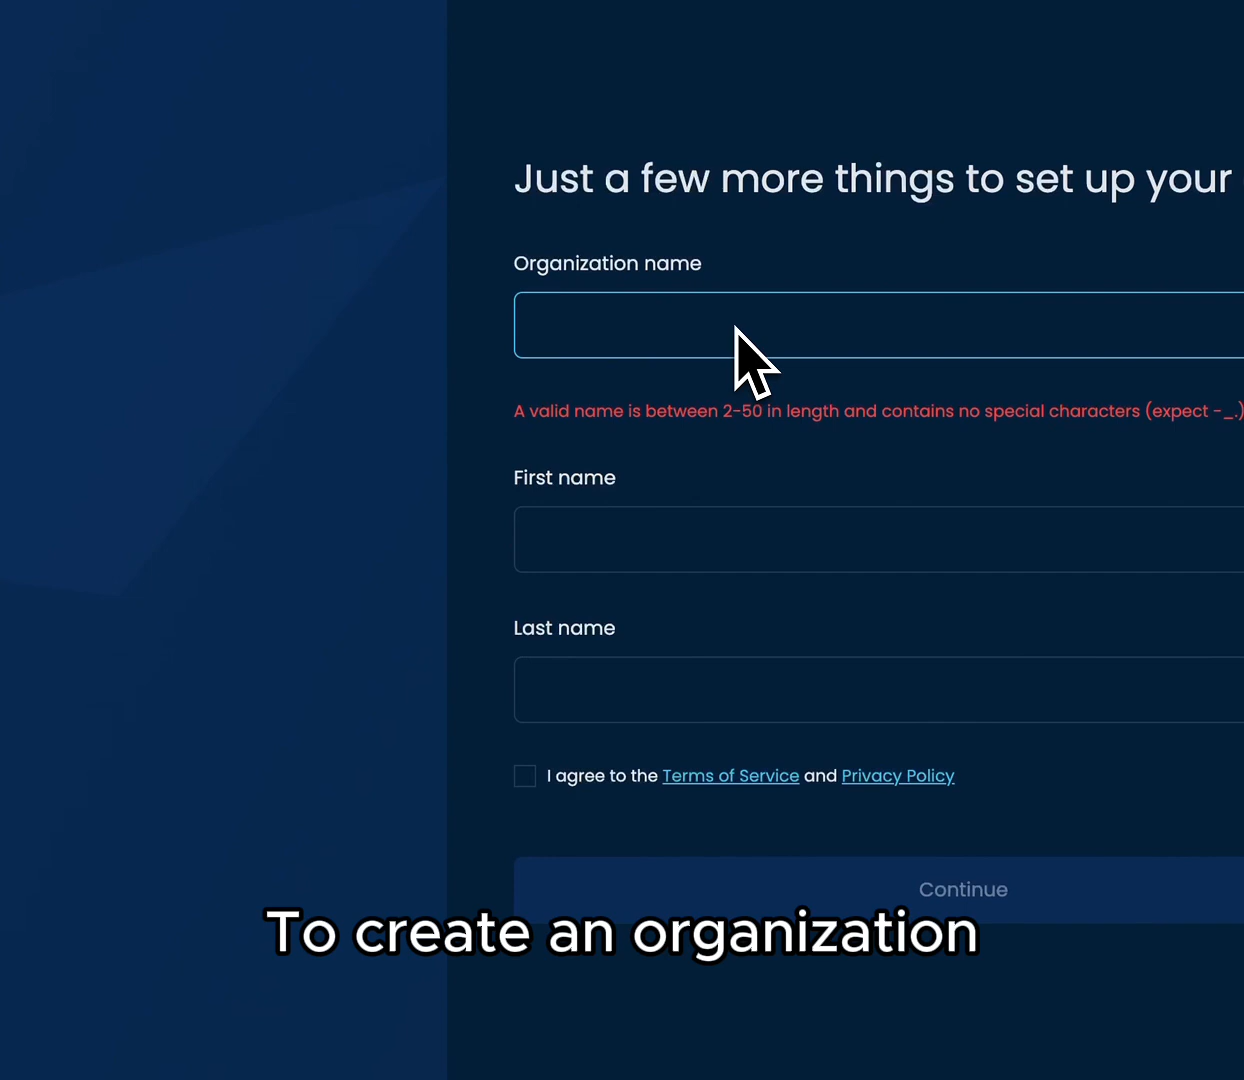 Just a few more things to set up your
Organization name
A valid name is between 2-50 in length and contains no special characters (expect -_.)
First name
Last name
I agree to the Terms of Service and Privacy Policy
Continue
To create an organization